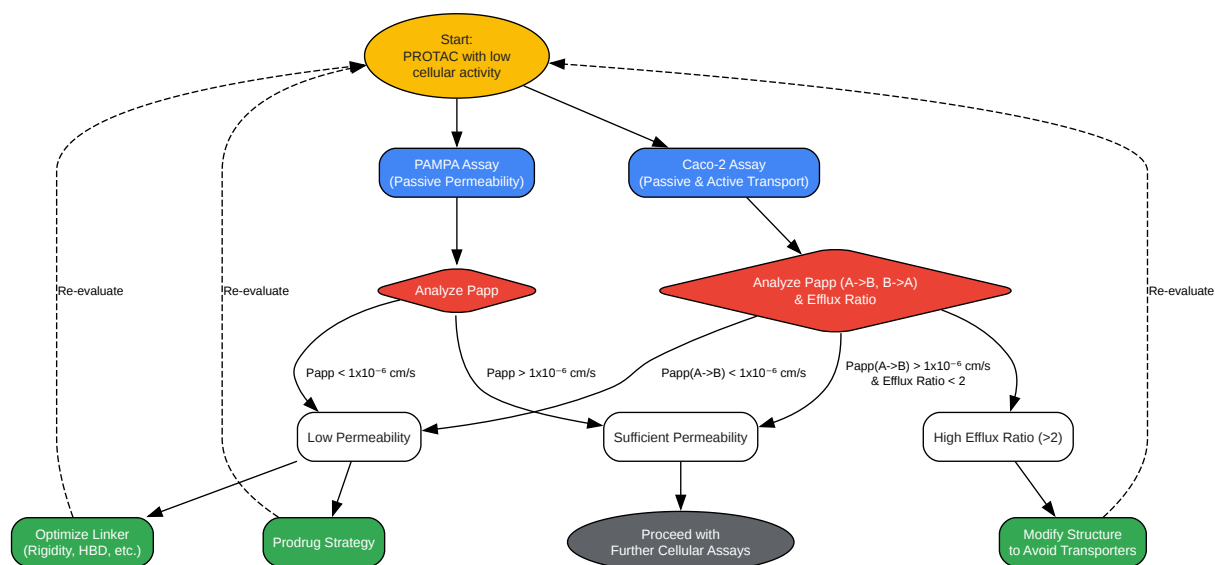 Start:
PROTAC with low
cellular activity
PAMPA Assay
(Passive Permeability)
Caco-2 Assay
(Passive & Active Transport)
Re-evaluate
Re-evaluate
Analyze Papp
Analyze Papp (A->B, B->A)
& Efflux Ratio
Re-evaluate
Papp < 1x10⁻⁶ cm/s
Papp > 1x10⁻⁶ cm/s
Papp(A->B) < 1x10⁻⁶ cm/s
Papp(A->B) > 1x10⁻⁶ cm/s
& Efflux Ratio < 2
Low Permeability
Sufficient Permeability
High Efflux Ratio (>2)
Optimize Linker
(Rigidity, HBD, etc.)
Prodrug Strategy
Proceed with
Further Cellular Assays
Modify Structure
to Avoid Transporters